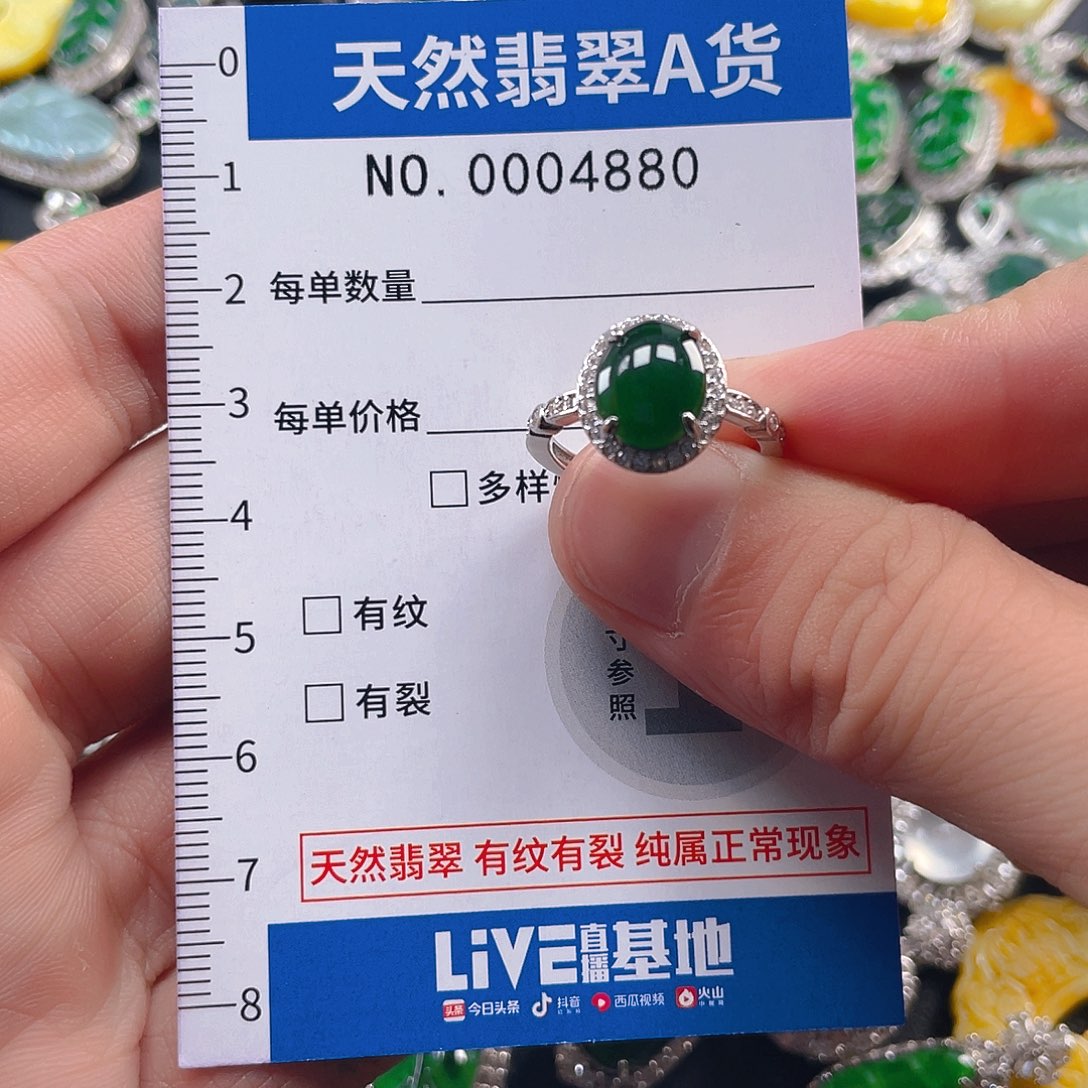 天然翡翠A货
NO.0004880
每单数量
每单价格
多样
有纹
有裂
寸参照
天然翡翠 有纹有裂 纯属正常现象
LiVE直播基地
头条 今日头条 抖音 西瓜视频 火山
0
1
2
3
4
5
6
7
8